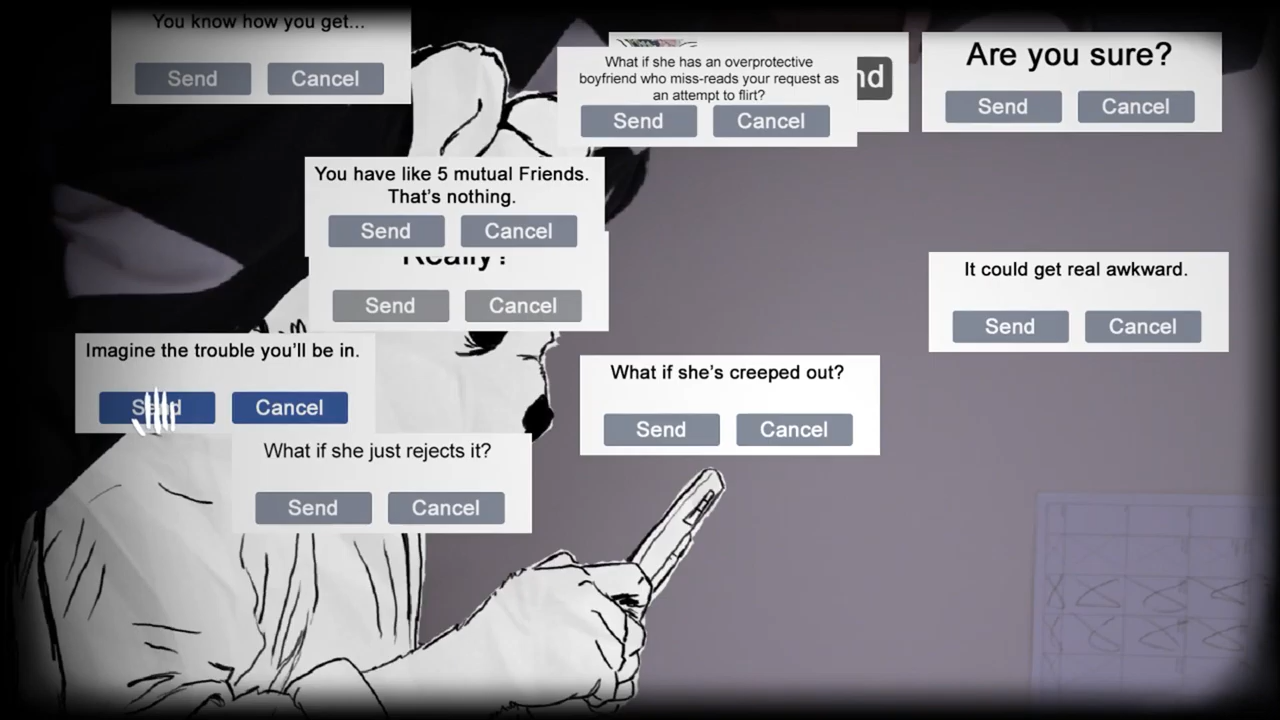 You know how you get...
Send Cancel
What if she has an overprotective
boyfriend who miss-reads your request as
an attempt to flirt?
Send Cancel
nd
Are you sure?
Send Cancel
You have like 5 mutual Friends.
That's nothing.
Send Cancel
Really?
Send Cancel
It could get real awkward.
Send Cancel
Imagine the trouble you'll be in.
Send Cancel
What if she's creeped out?
Send Cancel
What if she just rejects it?
Send Cancel